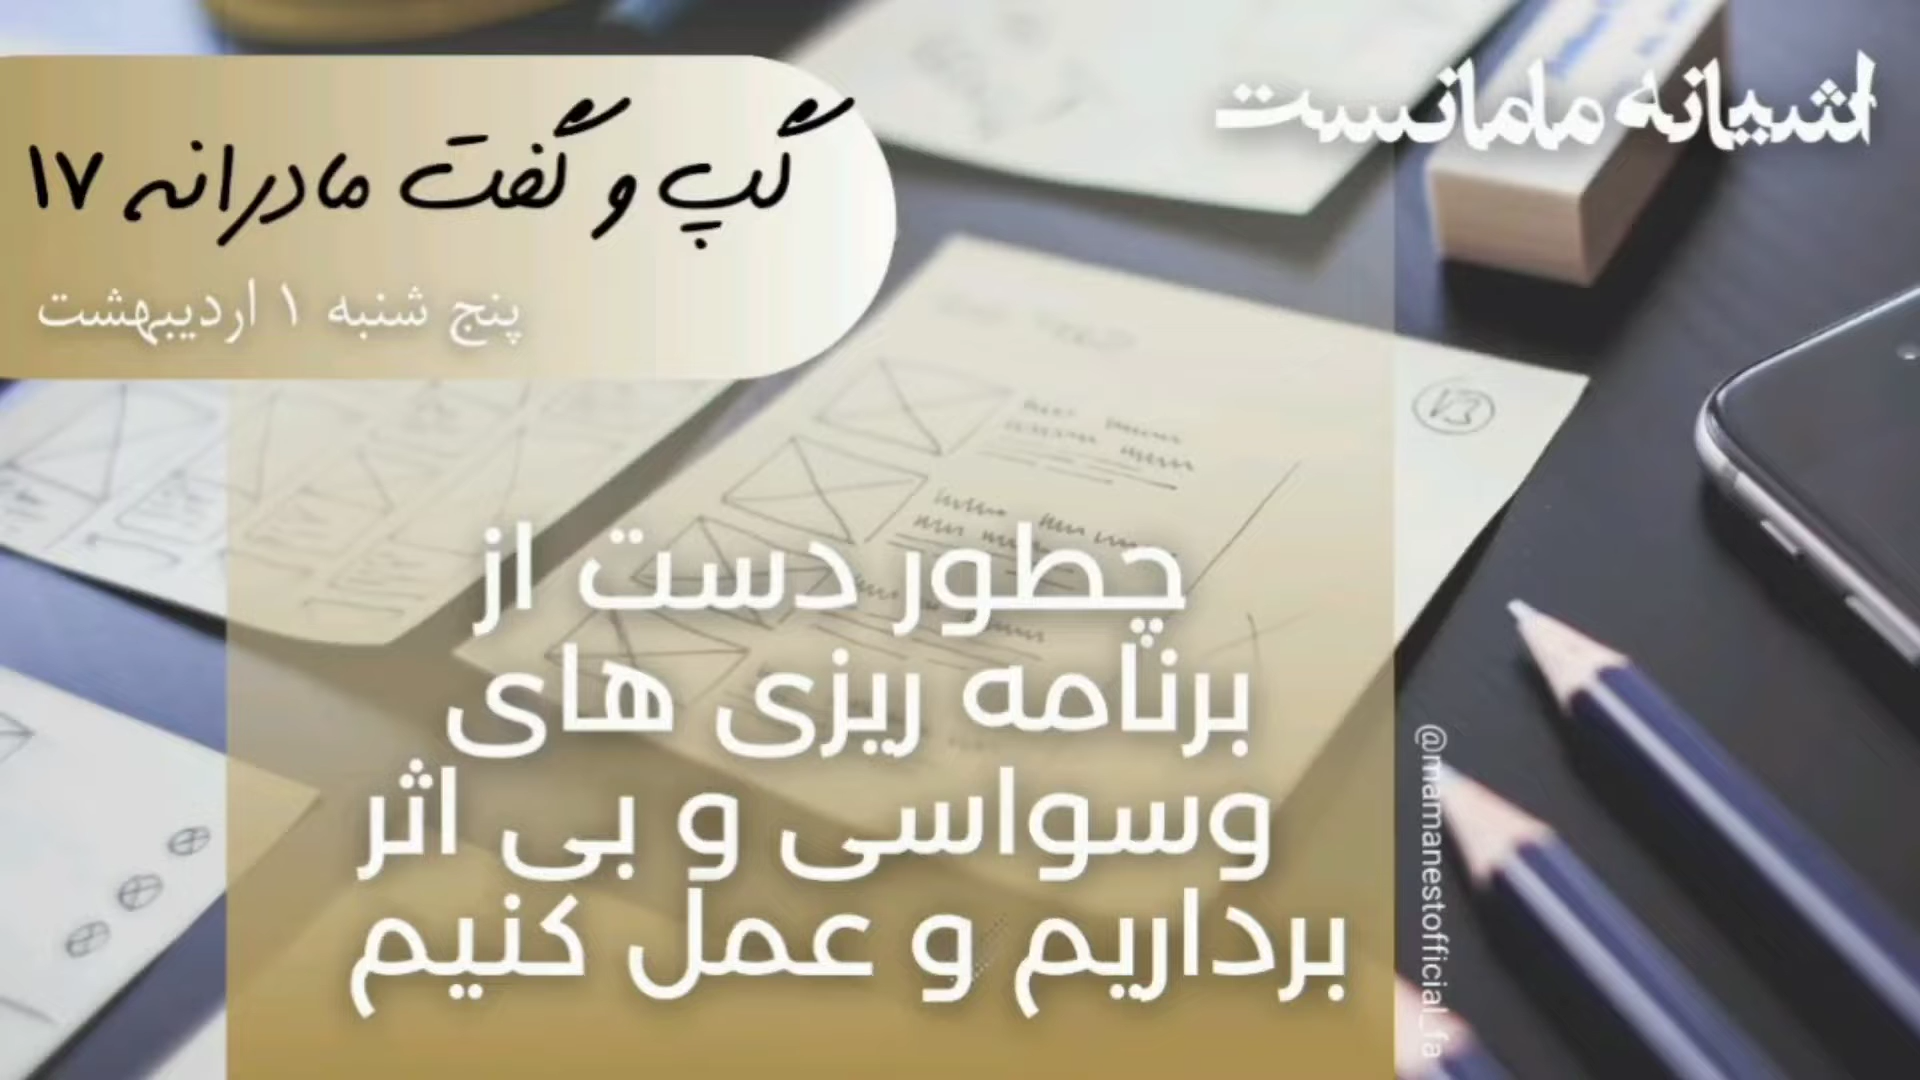 اشیانه مامانست
گپ و گفت مادرانه ۱۷
پنج شنبه ۱ اردیبهشت
چطور دست از
برنامه ریزی های
وسواسی و بی اثر
برداریم و عمل کنیم
@mamanestofficial_fa